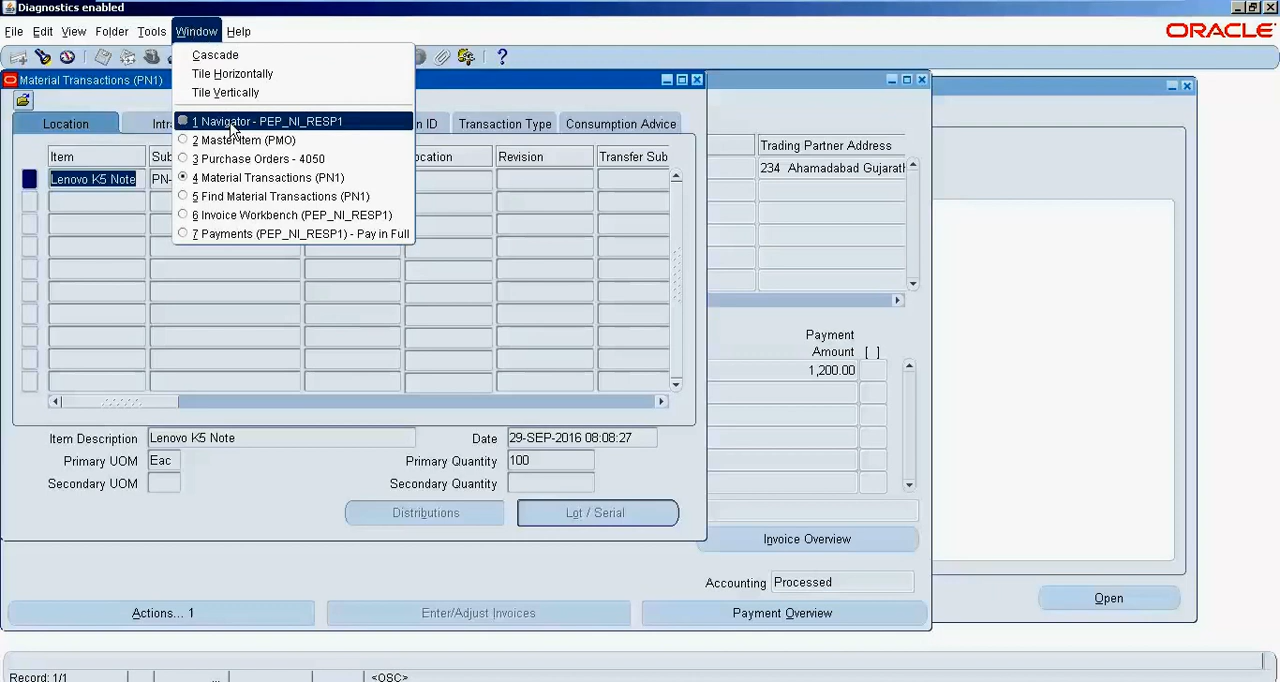 Diagnostics enabled
File Edit View Folder Tools Window Help
ORACLE
Cascade
Tile Horizontally
Tile Vertically
1 Navigator - PEP_NI_RESP1
2 Master Item (PMO)
3 Purchase Orders - 4050
4 Material Transactions (PN1)
5 Find Material Transactions (PN1)
6 Invoice Workbench (PEP_NI_RESP1)
7 Payments (PEP_NI_RESP1) - Pay in Full
Material Transactions (PN1)
Location Int n ID Transaction Type Consumption Advice
Item Sub ocation Revision Transfer Sub
Lenovo K5 Note PN-
Item Description Lenovo K5 Note Date 29-SEP-2016 08:08:27
Primary UOM Eac Primary Quantity 100
Secondary UOM Secondary Quantity
Distributions Lot / Serial
Trading Partner Address
234 Ahamadabad Gujarath
Payment
Amount [ ]
1,200.00
Invoice Overview
Accounting Processed
Actions... 1 Enter/Adjust Invoices Payment Overview
Open
Record: 1/1 ... <OSC>